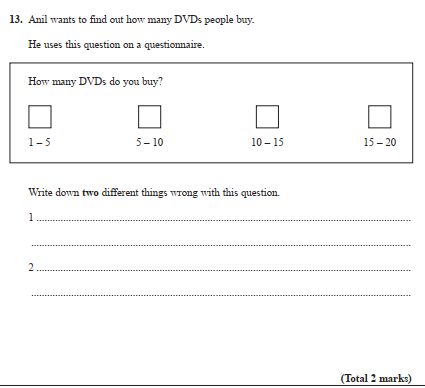 13. Anil wants to find out how many DVDs people buy.
He uses this question on a questionnaire.
How many DVDs do you buy?
1 – 5 5 – 10 10 – 15 15 – 20
Write down two different things wrong with this question.
1 ................................................................
................................................................
2 ................................................................
................................................................
(Total 2 marks)